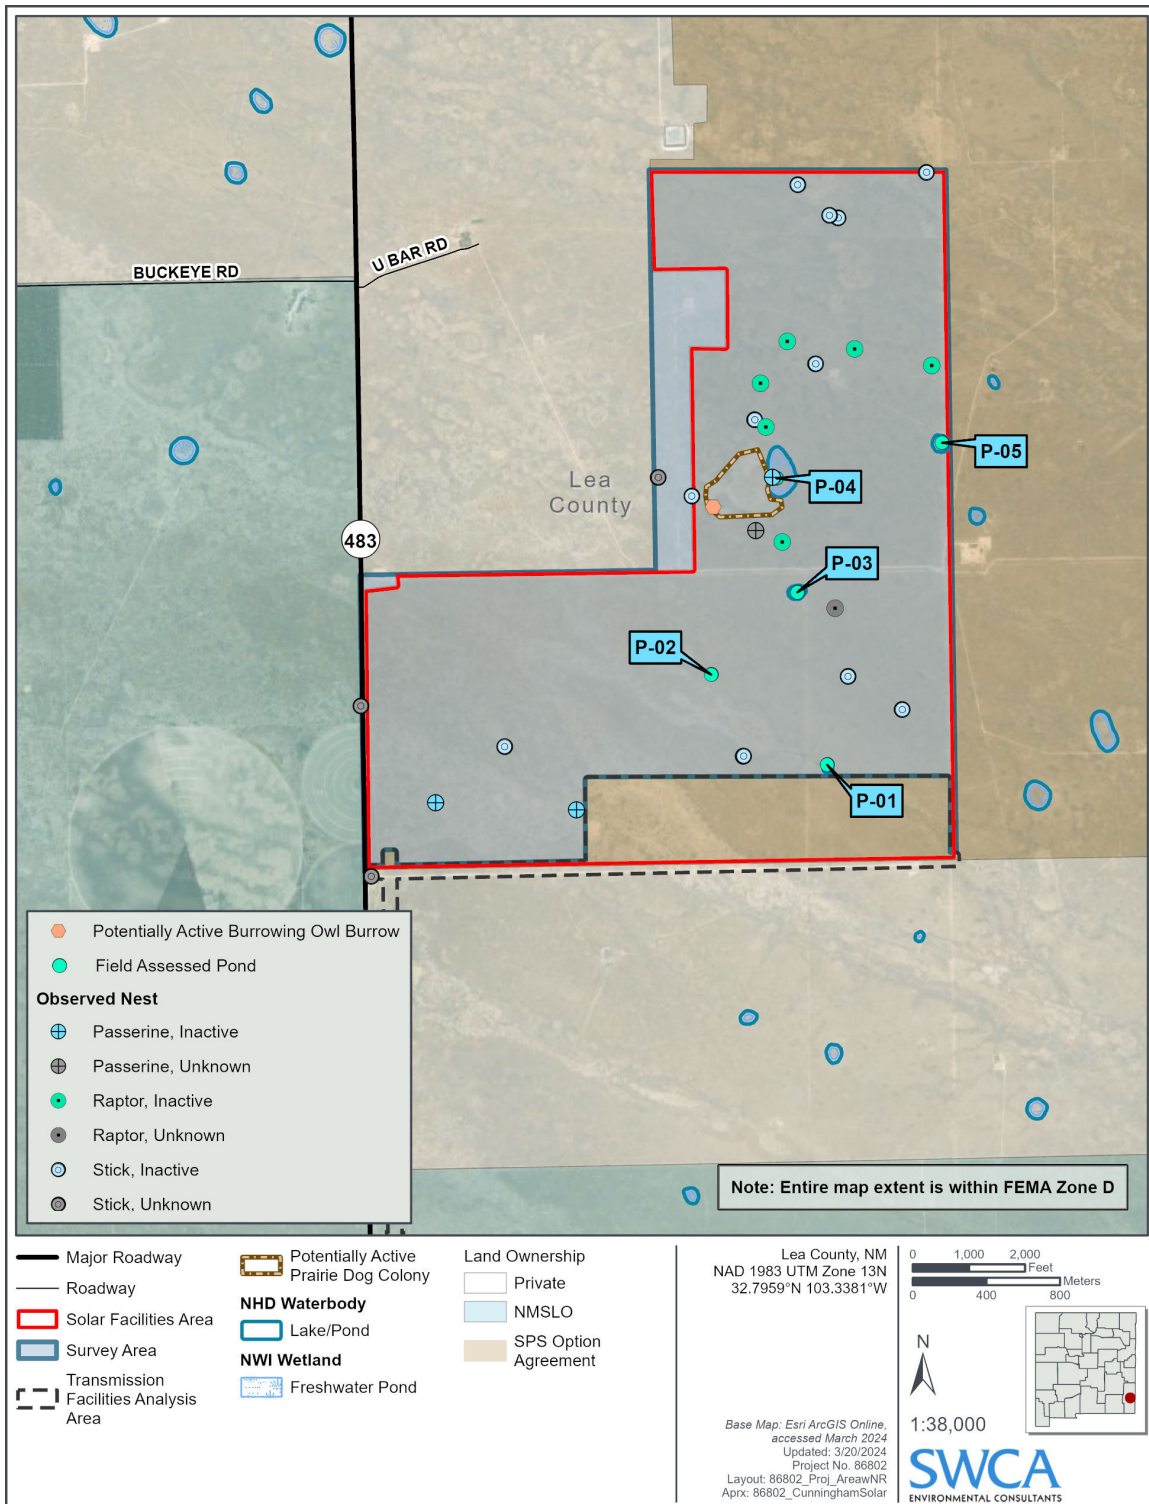 BUCKEYE RD
U BAR RD
Lea
County
483
P-05
P-04
P-03
P-02
P-01
Potentially Active Burrowing Owl Burrow
Field Assessed Pond
Observed Nest
Passerine, Inactive
Passerine, Unknown
Raptor, Inactive
Raptor, Unknown
Stick, Inactive
Stick, Unknown
Note: Entire map extent is within FEMA Zone D
Major Roadway
Roadway
Solar Facilities Area
Survey Area
Transmission
Facilities Analysis
Area
Potentially Active
Prairie Dog Colony
NHD Waterbody
Lake/Pond
NWI Wetland
Freshwater Pond
Land Ownership
Private
NMSLO
SPS Option
Agreement
Lea County, NM
NAD 1983 UTM Zone 13N
32.7959°N 103.3381°W
Base Map: Esri ArcGIS Online,
accessed March 2024
Updated: 3/20/2024
Project No. 86802
Layout: 86802_Proj_AreawNR
Aprx: 86802_CunninghamSolar
0 1,000 2,000
Feet
Meters
0 400 800
N
1:38,000
SWCA
ENVIRONMENTAL CONSULTANTS